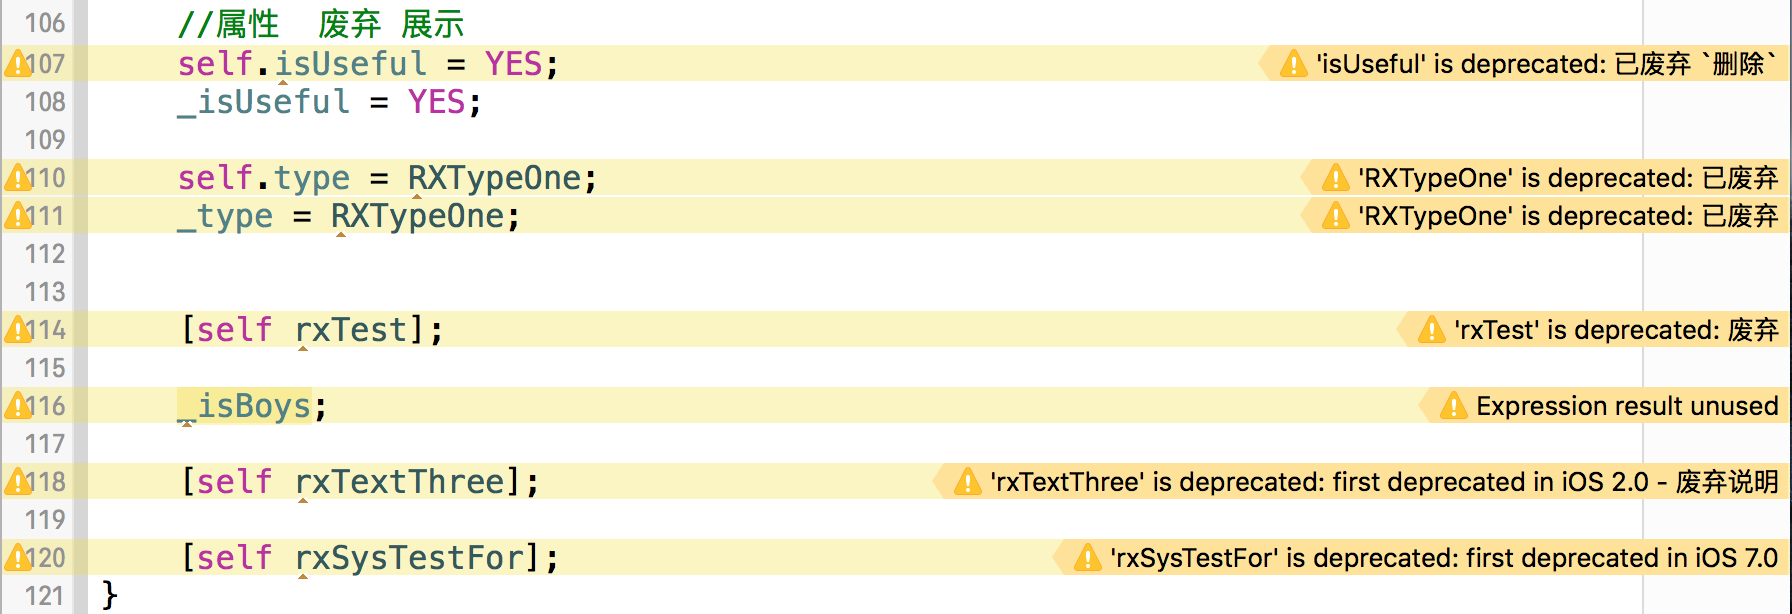 106 //属性 废弃 展示
107 self.isUseful = YES; 'isUseful' is deprecated: 已废弃 `删除`
108 _isUseful = YES;
109
110 self.type = RXTypeOne; 'RXTypeOne' is deprecated: 已废弃
111 _type = RXTypeOne; 'RXTypeOne' is deprecated: 已废弃
112
113
114 [self rxTest]; 'rxTest' is deprecated: 废弃
115
116 _isBoys; Expression result unused
117
118 [self rxTextThree]; 'rxTextThree' is deprecated: first deprecated in iOS 2.0 - 废弃说明
119
120 [self rxSysTestFor]; 'rxSysTestFor' is deprecated: first deprecated in iOS 7.0
121 }